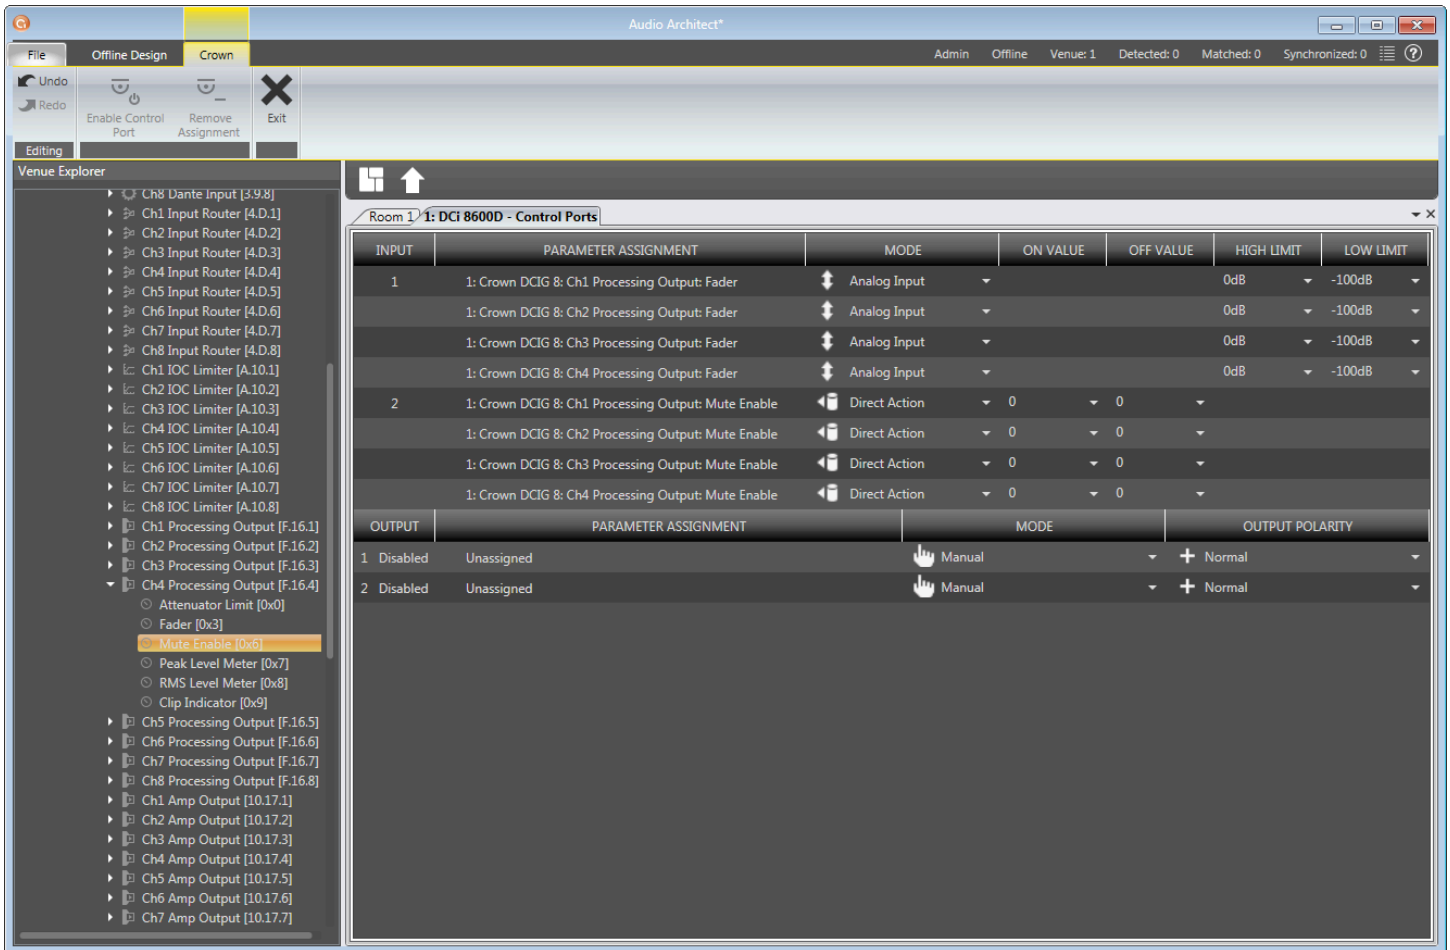 Audio Architect*
File Offline Design Crown Admin Offline Venue: 1 Detected: 0 Matched: 0 Synchronized: 0 ?
Undo
Redo
Enable Control Port
Remove Assignment
Exit
Editing
Venue Explorer
Ch8 Dante Input [3.9.8]
Ch1 Input Router [4.D.1]
Ch2 Input Router [4.D.2]
Ch3 Input Router [4.D.3]
Ch4 Input Router [4.D.4]
Ch5 Input Router [4.D.5]
Ch6 Input Router [4.D.6]
Ch7 Input Router [4.D.7]
Ch8 Input Router [4.D.8]
Ch1 IOC Limiter [A.10.1]
Ch2 IOC Limiter [A.10.2]
Ch3 IOC Limiter [A.10.3]
Ch4 IOC Limiter [A.10.4]
Ch5 IOC Limiter [A.10.5]
Ch6 IOC Limiter [A.10.6]
Ch7 IOC Limiter [A.10.7]
Ch8 IOC Limiter [A.10.8]
Ch1 Processing Output [F.16.1]
Ch2 Processing Output [F.16.2]
Ch3 Processing Output [F.16.3]
Ch4 Processing Output [F.16.4]
Attenuator Limit [0x0]
Fader [0x3]
Mute Enable [0x6]
Peak Level Meter [0x7]
RMS Level Meter [0x8]
Clip Indicator [0x9]
Ch5 Processing Output [F.16.5]
Ch6 Processing Output [F.16.6]
Ch7 Processing Output [F.16.7]
Ch8 Processing Output [F.16.8]
Ch1 Amp Output [10.17.1]
Ch2 Amp Output [10.17.2]
Ch3 Amp Output [10.17.3]
Ch4 Amp Output [10.17.4]
Ch5 Amp Output [10.17.5]
Ch6 Amp Output [10.17.6]
Ch7 Amp Output [10.17.7]
Room 1 1: DCi 8600D - Control Ports
INPUT PARAMETER ASSIGNMENT MODE ON VALUE OFF VALUE HIGH LIMIT LOW LIMIT
1 1: Crown DCIG 8: Ch1 Processing Output: Fader Analog Input 0dB -100dB
1: Crown DCIG 8: Ch2 Processing Output: Fader Analog Input 0dB -100dB
1: Crown DCIG 8: Ch3 Processing Output: Fader Analog Input 0dB -100dB
1: Crown DCIG 8: Ch4 Processing Output: Fader Analog Input 0dB -100dB
2 1: Crown DCIG 8: Ch1 Processing Output: Mute Enable Direct Action 0 0
1: Crown DCIG 8: Ch2 Processing Output: Mute Enable Direct Action 0 0
1: Crown DCIG 8: Ch3 Processing Output: Mute Enable Direct Action 0 0
1: Crown DCIG 8: Ch4 Processing Output: Mute Enable Direct Action 0 0
OUTPUT PARAMETER ASSIGNMENT MODE OUTPUT POLARITY
1 Disabled Unassigned Manual Normal
2 Disabled Unassigned Manual Normal